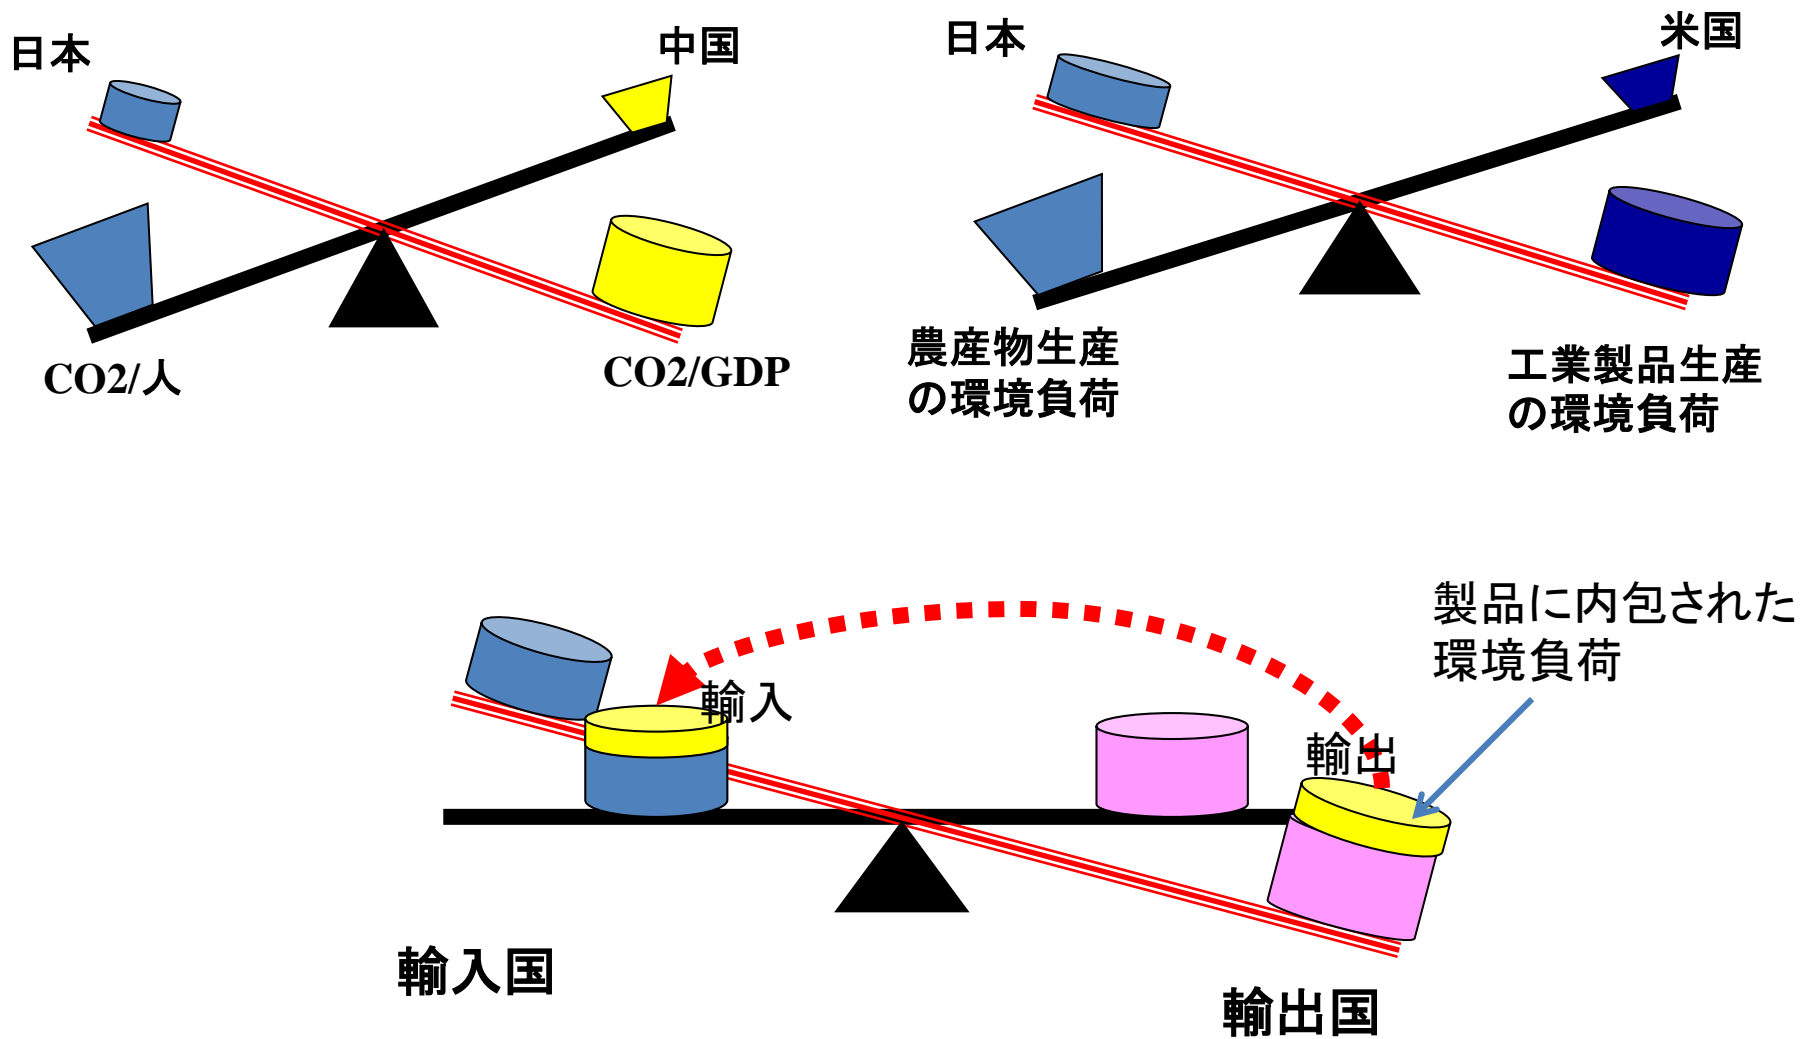 日本
中国
CO2/人
CO2/GDP
日本
米国
農産物生産
の環境負荷
工業製品生産
の環境負荷
製品に内包された
環境負荷
輸入
輸出
輸入国
輸出国